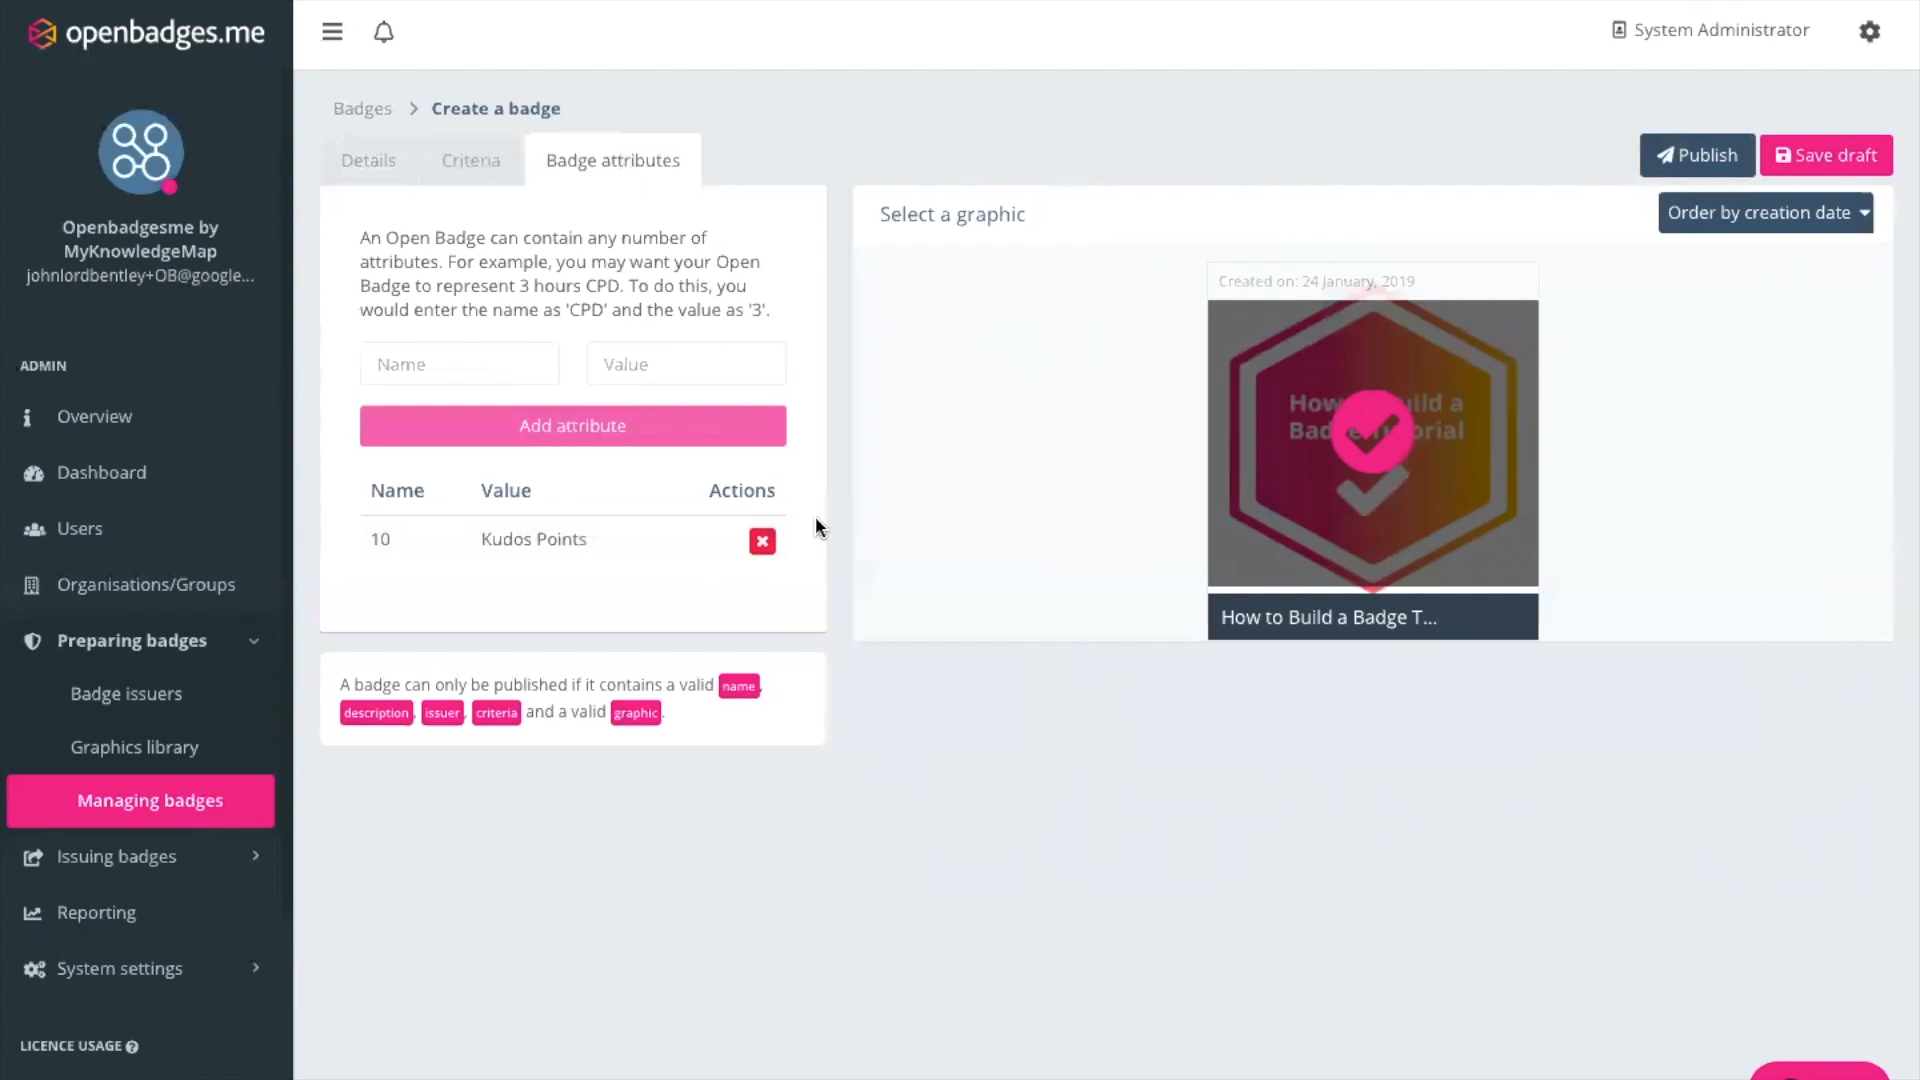 openbadges.me
System Administrator
Openbadgesme by
MyKnowledgeMap
johnlordbentley+OB@google...
ADMIN
Overview
Dashboard
Users
Organisations/Groups
Preparing badges
Badge issuers
Graphics library
Managing badges
Issuing badges
Reporting
System settings
LICENCE USAGE
Badges > Create a badge
Details Criteria Badge attributes
Publish Save draft
An Open Badge can contain any number of
attributes. For example, you may want your Open
Badge to represent 3 hours CPD. To do this, you
would enter the name as 'CPD' and the value as '3'.
Name Value
Add attribute
Name Value Actions
10 Kudos Points
A badge can only be published if it contains a valid name,
description, issuer, criteria and a valid graphic.
Select a graphic
Order by creation date
Created on: 24 January, 2019
How to Build a Badge T...